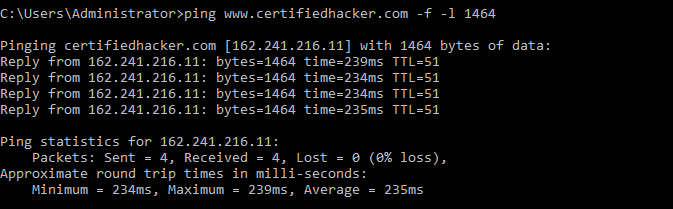 C:\Users\Administrator>ping www.certifiedhacker.com -f -l 1464
Pinging certifiedhacker.com [162.241.216.11] with 1464 bytes of data:
Reply from 162.241.216.11: bytes=1464 time=239ms TTL=51
Reply from 162.241.216.11: bytes=1464 time=234ms TTL=51
Reply from 162.241.216.11: bytes=1464 time=234ms TTL=51
Reply from 162.241.216.11: bytes=1464 time=235ms TTL=51
Ping statistics for 162.241.216.11:
    Packets: Sent = 4, Received = 4, Lost = 0 (0% loss),
Approximate round trip times in milli-seconds:
    Minimum = 234ms, Maximum = 239ms, Average = 235ms